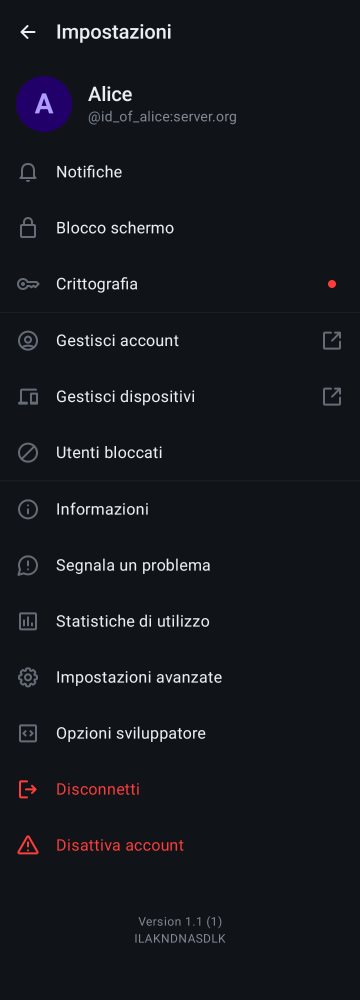 Impostazioni
A
Alice
@id_of_alice:server.org
Notifiche
Blocco schermo
Crittografia
Gestisci account
Gestisci dispositivi
Utenti bloccati
Informazioni
Segnala un problema
Statistiche di utilizzo
Impostazioni avanzate
Opzioni sviluppatore
Disconnetti
Disattiva account
Version 1.1 (1)
ILAKNDNASDLK